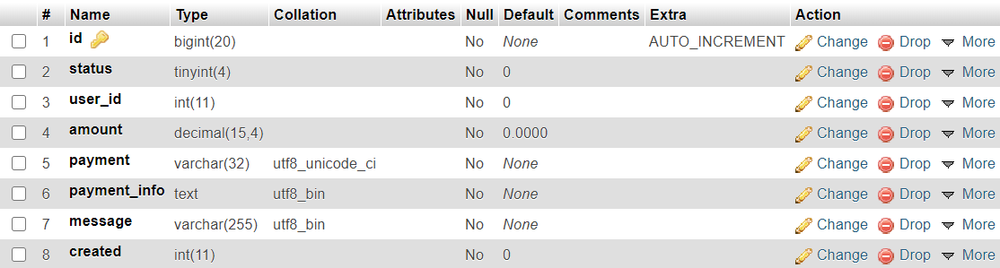 # Name Type Collation Attributes Null Default Comments Extra Action
1 id bigint(20) No None AUTO_INCREMENT Change Drop More
2 status tinyint(4) No 0 Change Drop More
3 user_id int(11) No 0 Change Drop More
4 amount decimal(15,4) No 0.0000 Change Drop More
5 payment varchar(32) utf8_unicode_ci No None Change Drop More
6 payment_info text utf8_bin No None Change Drop More
7 message varchar(255) utf8_bin No None Change Drop More
8 created int(11) No 0 Change Drop More